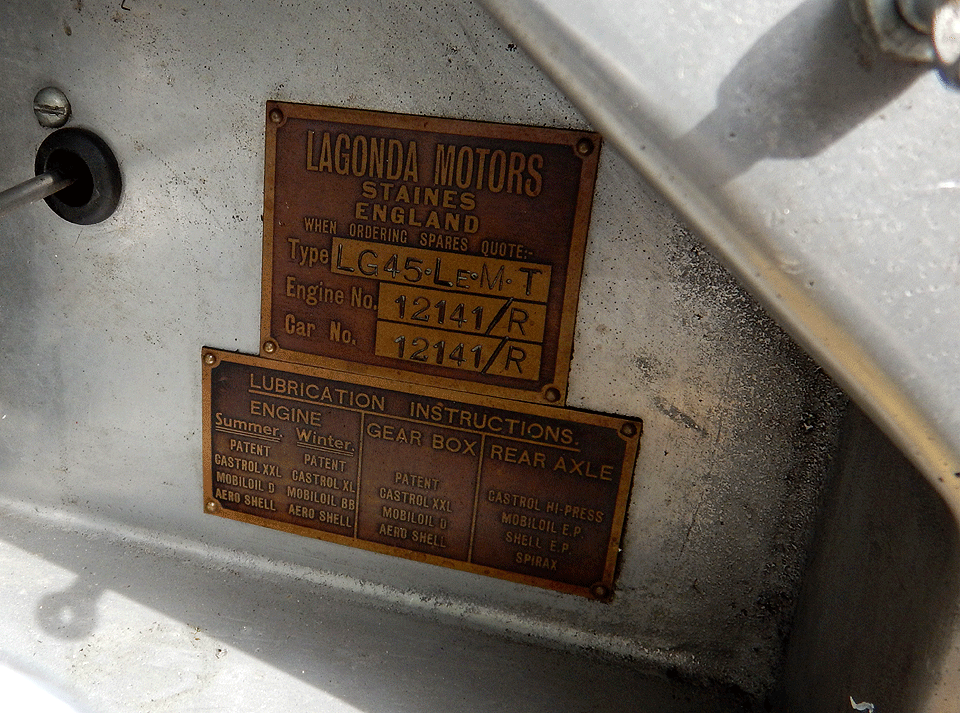 LAGONDA MOTORS
STAINES
ENGLAND
WHEN ORDERING SPARES QUOTE:-
Type LG45·LE·M·T
Engine No. 12141/R
Car No. 12141/R
LUBRICATION INSTRUCTIONS.
ENGINE
Summer. Winter.
PATENT PATENT
CASTROL XXL CASTROL XL
MOBILOIL D MOBILOIL BB
AERO SHELL AERO SHELL
GEAR BOX
PATENT
CASTROL XXL
MOBILOIL D
AERO SHELL
REAR AXLE
CASTROL HI-PRESS
MOBILOIL E.P.
SHELL E.P.
SPIRAX